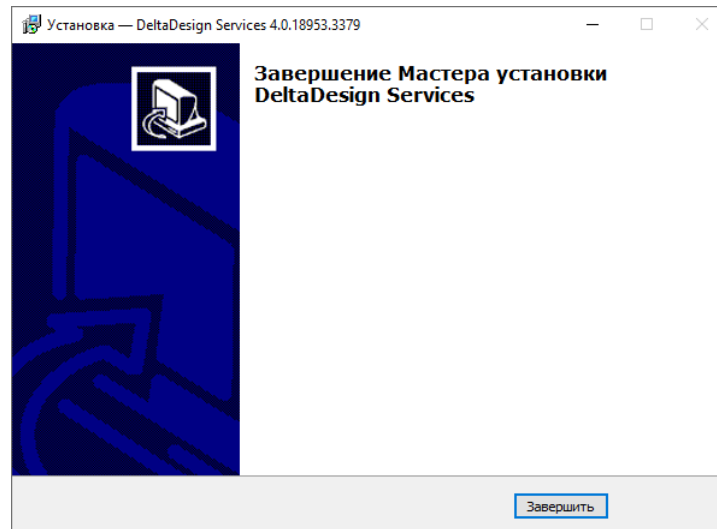 Установка — DeltaDesign Services 4.0.18953.3379
Завершение Мастера установки
DeltaDesign Services
Завершить